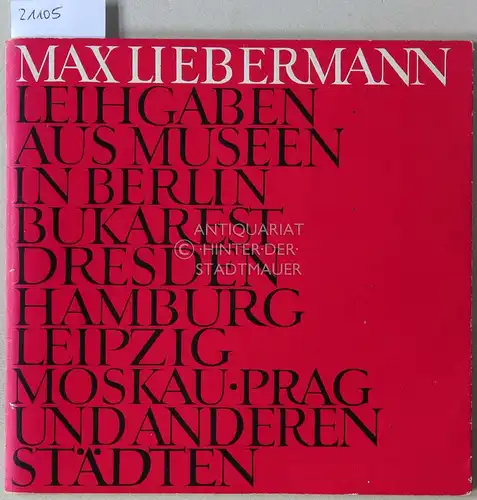 21105
MAX LIEBERMANN
LEIHGABEN
AUS MUSEEN
IN BERLIN
BUKAREST
DRESDEN
HAMBURG
LEIPZIG
MOSKAU·PRAG
UND ANDEREN
STÄDTEN
ANTIQUARIAT
© HINTER·DER·
STADTMAUER